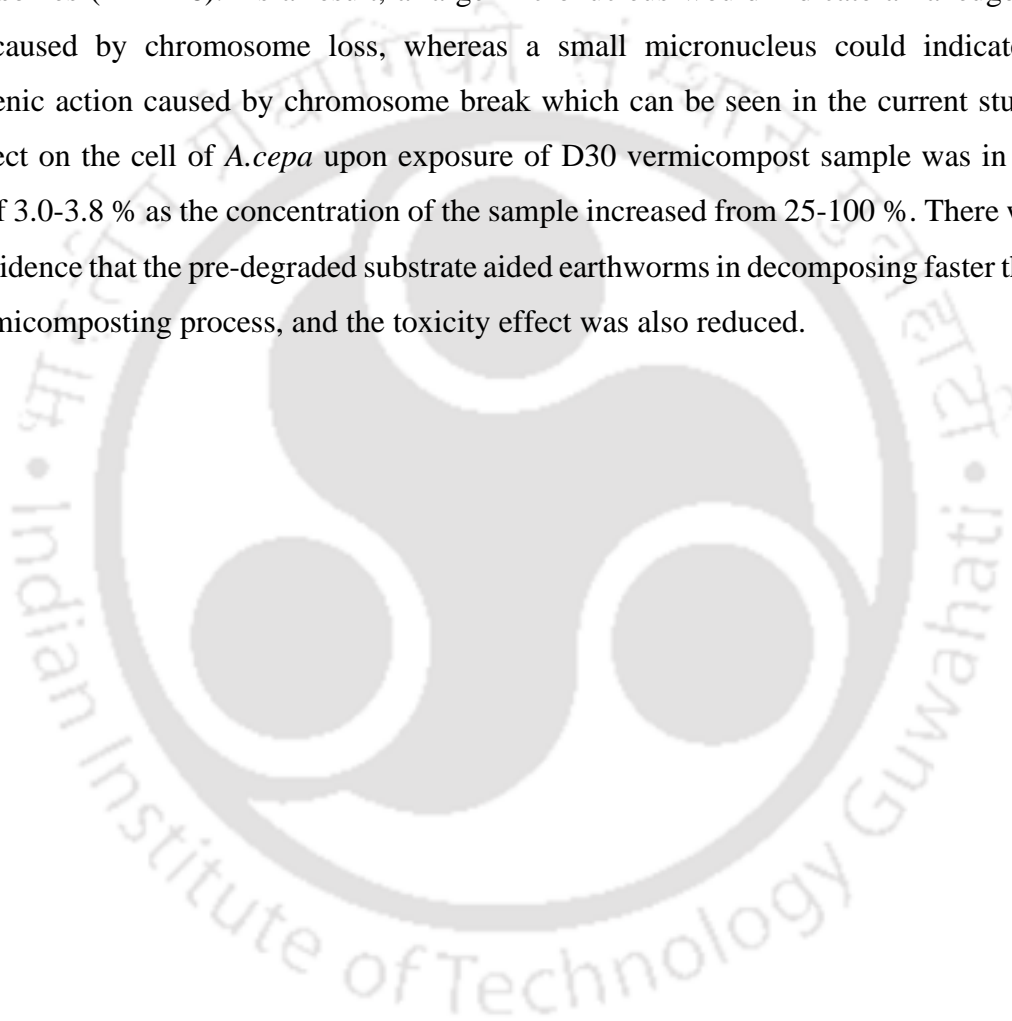 caused by chromosome loss, whereas a small micronucleus could indicate
enic action caused by chromosome break which can be seen in the current stu
ect on the cell of A.cepa upon exposure of D30 vermicompost sample was in
f 3.0-3.8 % as the concentration of the sample increased from 25-100 %. There
idence that the pre-degraded substrate aided earthworms in decomposing faster
micomposting process, and the toxicity effect was also reduced.
Indian Institute of Technology Guwahati